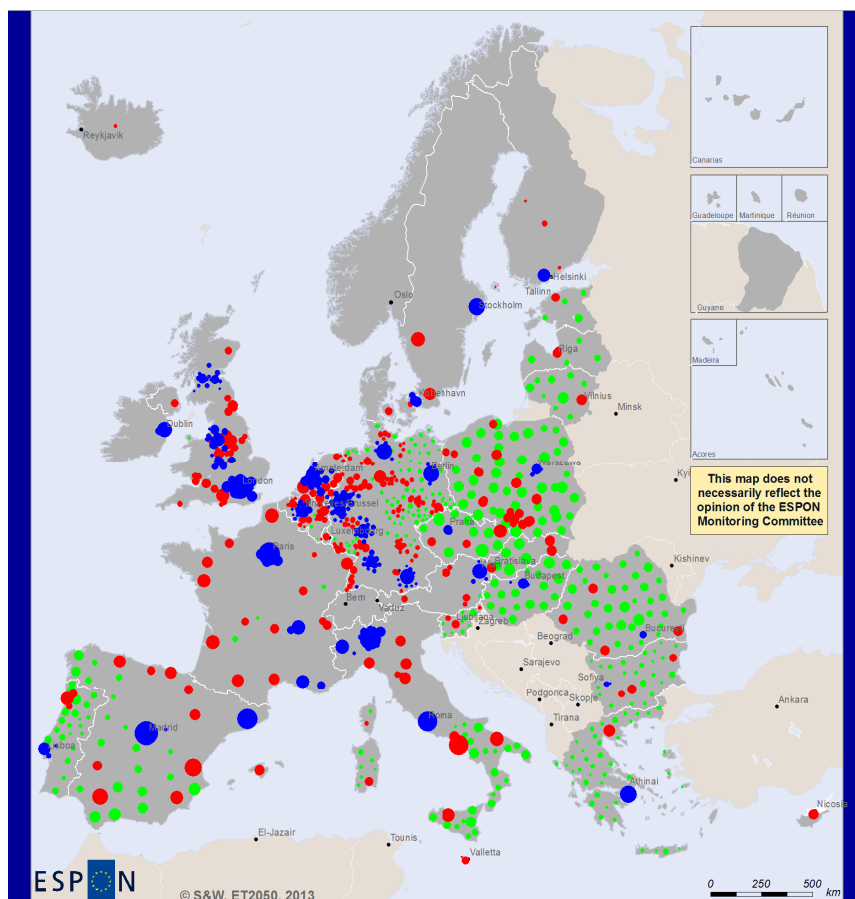 Canarias
Reykjavik
Guadeloupe
Martinique
Réunion
Helsinki
Tallinn
Oslo
Stockholm
Guyane
Riga
Madeira
København
Vilnius
Minsk
Dublin
Acores
Berlin
Warszawa
Amsterdam
This map does not
necessarily reflect the
opinion of the ESPON
Monitoring Committee
London
Praha
Luxembourg
Paris
Kishinev
Bratislava
Budapest
Bern
Vaduz
Ljubljana
Zagreb
Bucuresti
Beograd
Sarajevo
Sofiya
Podgorica
Skopje
Ankara
Roma
Tirana
Madrid
Lisboa
Athinai
Nicosia
El-Jazair
Tounis
Valletta
ESPON
© S&W, ET2050, 2013
0 250 500
km